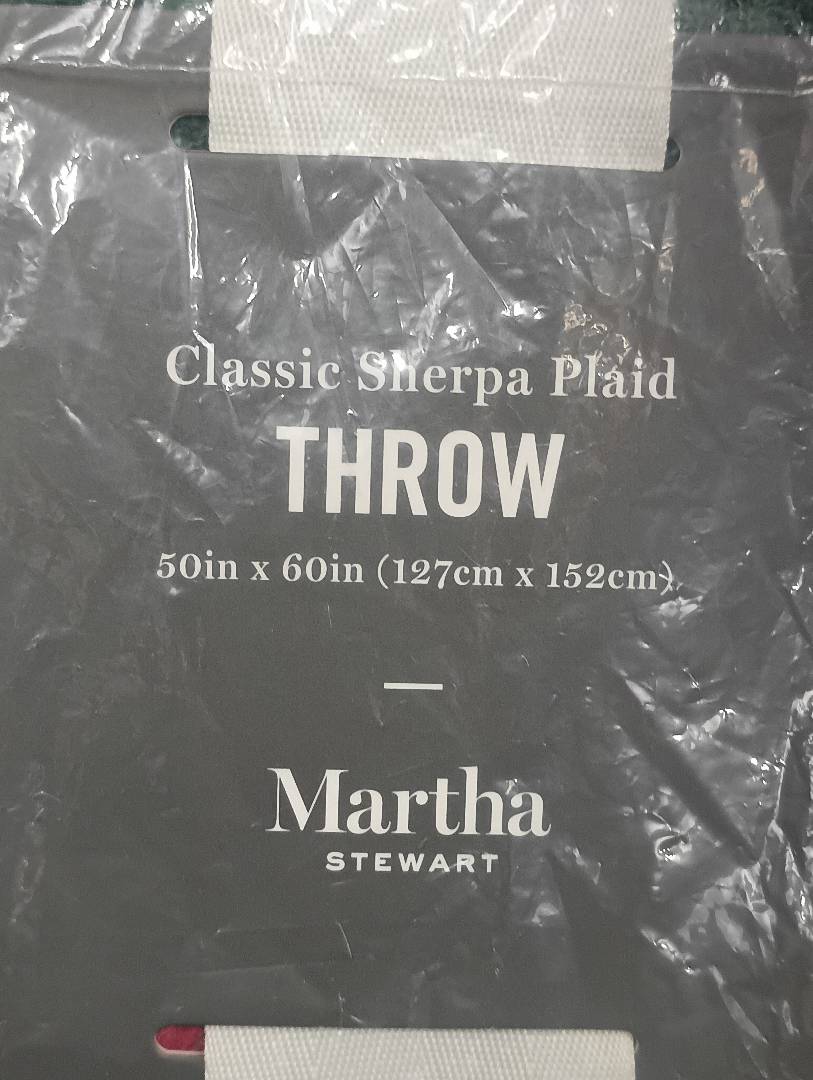 Classic Sherpa Plaid
THROW
50in x 60in (127cm x 152cm)
Martha
STEWART